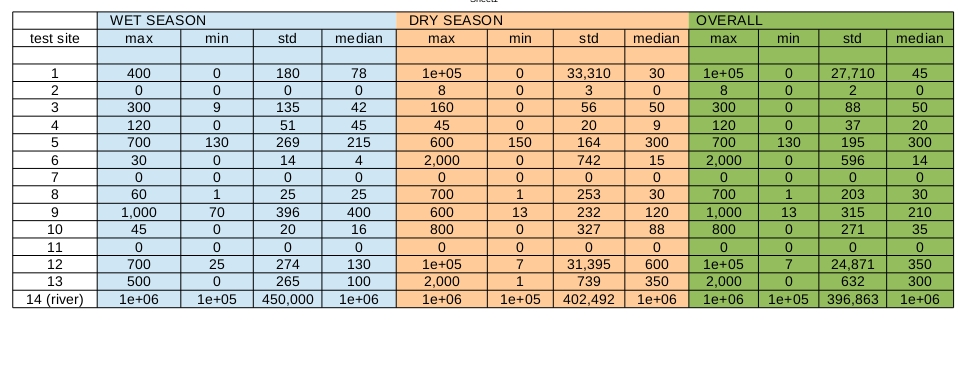 WET SEASON DRY SEASON OVERALL
test site max min std median max min std median max min std median
1 400 0 180 78 1e+05 0 33,310 30 1e+05 0 27,710 45
2 0 0 0 0 8 0 3 0 8 0 2 0
3 300 9 135 42 160 0 56 50 300 0 88 50
4 120 0 51 45 45 0 20 9 120 0 37 20
5 700 130 269 215 600 150 164 300 700 130 195 300
6 30 0 14 4 2,000 0 742 15 2,000 0 596 14
7 0 0 0 0 0 0 0 0 0 0 0 0
8 60 1 25 25 700 1 253 30 700 1 203 30
9 1,000 70 396 400 600 13 232 120 1,000 13 315 210
10 45 0 20 16 800 0 327 88 800 0 271 35
11 0 0 0 0 0 0 0 0 0 0 0 0
12 700 25 274 130 1e+05 7 31,395 600 1e+05 7 24,871 350
13 500 0 265 100 2,000 1 739 350 2,000 0 632 300
14 (river) 1e+06 1e+05 450,000 1e+06 1e+06 1e+05 402,492 1e+06 1e+06 1e+05 396,863 1e+06